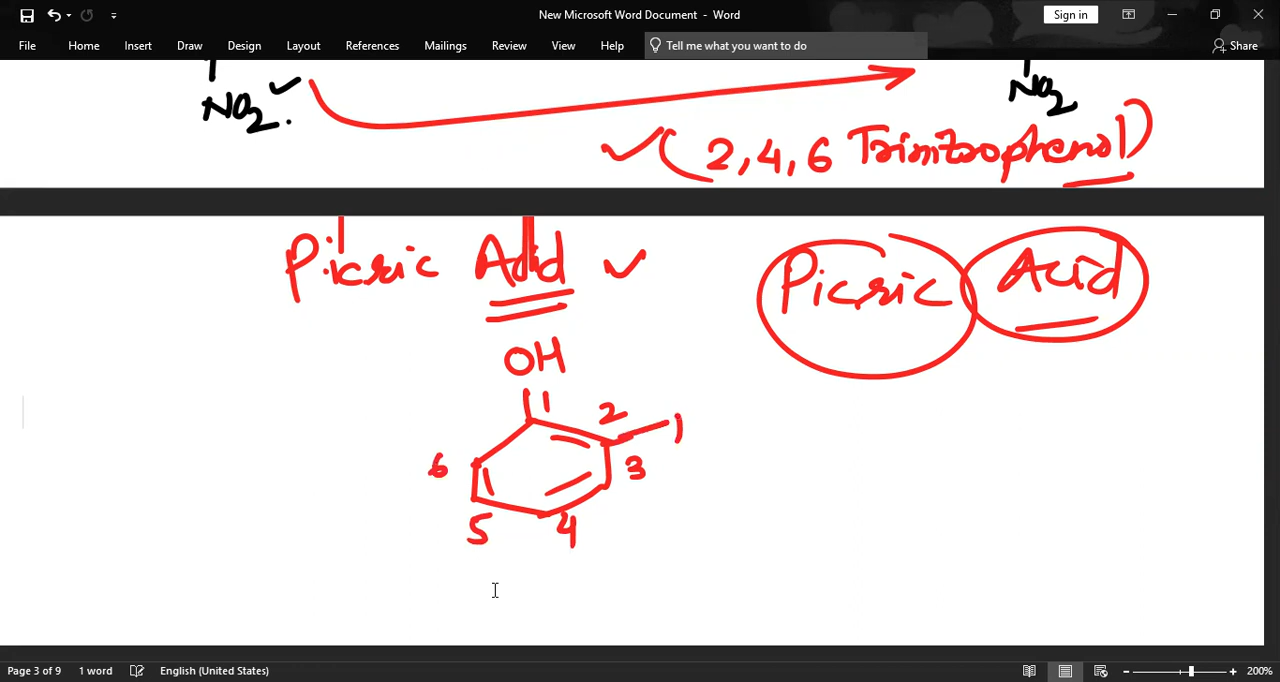 New Microsoft Word Document - Word
Sign in
File Home Insert Draw Design Layout References Mailings Review View Help Tell me what you want to do Share
NO2. NO2
(2,4,6 Trinitrophenol)
Picric Acid Picric Acid
OH
1
2
6 3
5 4
Page 3 of 9 1 word English (United States) 200%